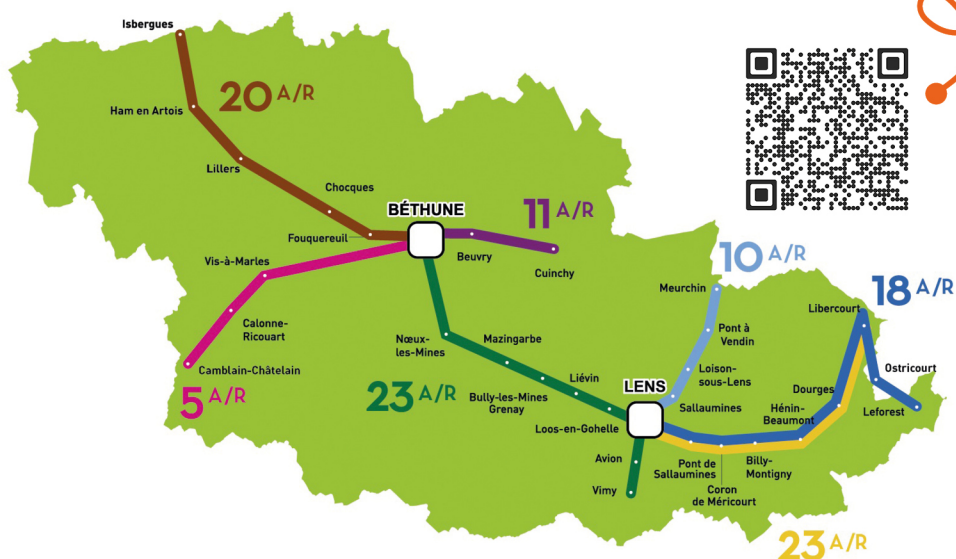 Isbergues
20 A/R
Ham en Artois
Lillers
Chocques
BÉTHUNE
11 A/R
Fouquereuil
Beuvry
Cuinchy
Vis-à-Marles
10 A/R
Meurchin
18 A/R
Libercourt
Calonne-
Ricouart
Nœux-
les-Mines
Mazingarbe
Pont à
Vendin
Camblain-Châtelain
5 A/R
23 A/R
Liévin
Bully-les-Mines
Grenay
Loos-en-Gohelle
LENS
Loison-
sous-Lens
Sallaumines
Dourges
Hénin-
Beaumont
Ostricourt
Leforest
Avion
Vimy
Pont de
Sallaumines
Coron
de Méricourt
Billy-
Montigny
23 A/R